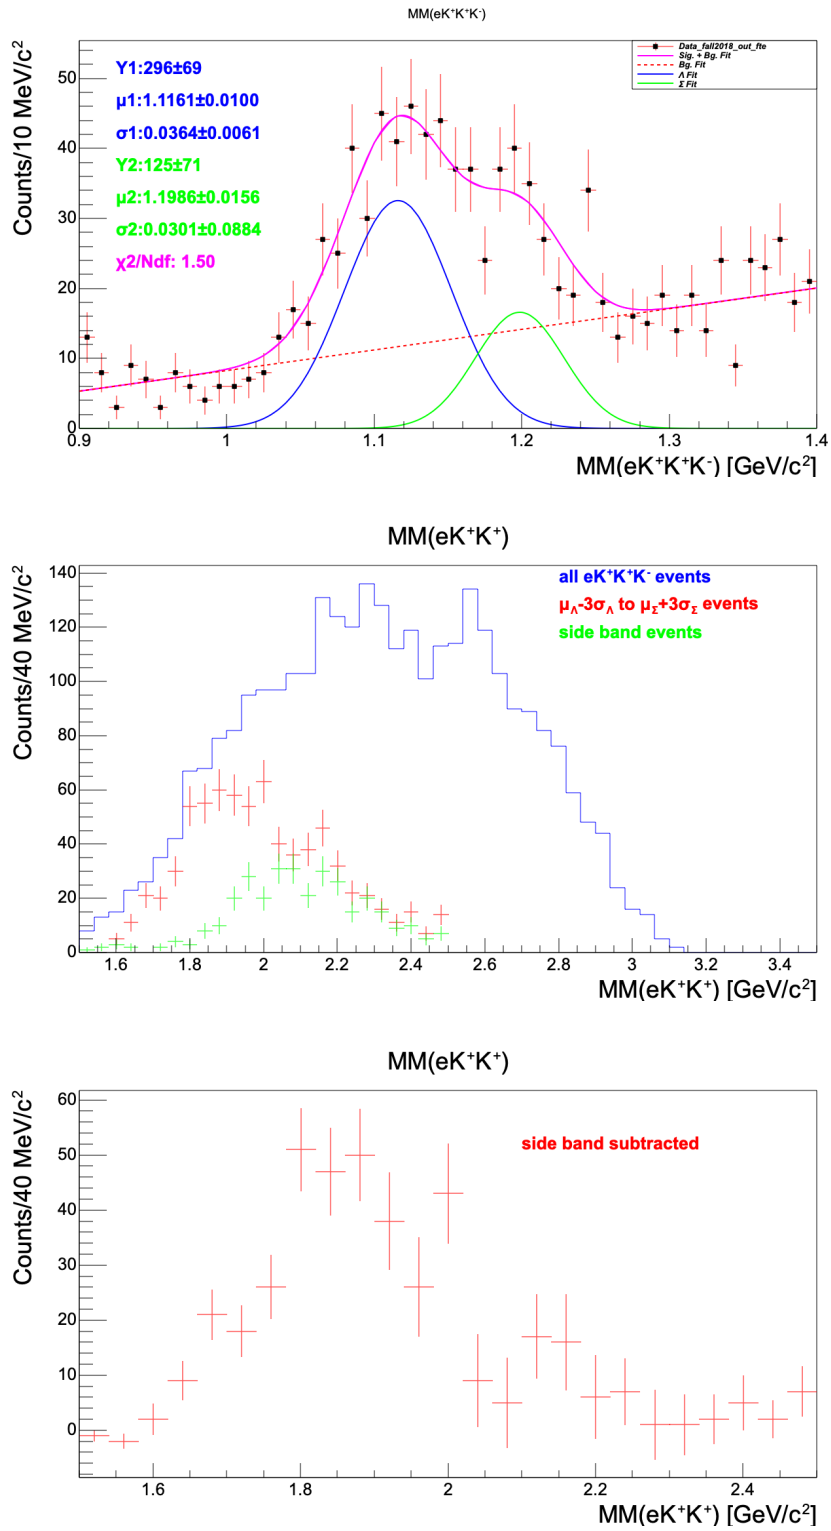 MM(eK⁺K⁺K⁻)
Counts/10 MeV/c²
Y1:296±69
μ1:1.1161±0.0100
σ1:0.0364±0.0061
Y2:125±71
μ2:1.1986±0.0156
σ2:0.0301±0.0884
χ2/Ndf: 1.50
Data_fall2018_out_fte
Sig. + Bg. Fit
Bg. Fit
Λ Fit
Σ Fit
50
40
30
20
10
0
0.9 1 1.1 1.2 1.3 1.4
MM(eK⁺K⁺K⁻) [GeV/c²]
MM(eK⁺K⁺)
Counts/40 MeV/c²
all eK⁺K⁺K⁻ events
μ_Λ-3σ_Λ to μ_Σ+3σ_Σ events
side band events
140
120
100
80
60
40
20
0
1.6 1.8 2 2.2 2.4 2.6 2.8 3 3.2 3.4
MM(eK⁺K⁺) [GeV/c²]
MM(eK⁺K⁺)
Counts/40 MeV/c²
side band subtracted
60
50
40
30
20
10
0
1.6 1.8 2 2.2 2.4
MM(eK⁺K⁺) [GeV/c²]